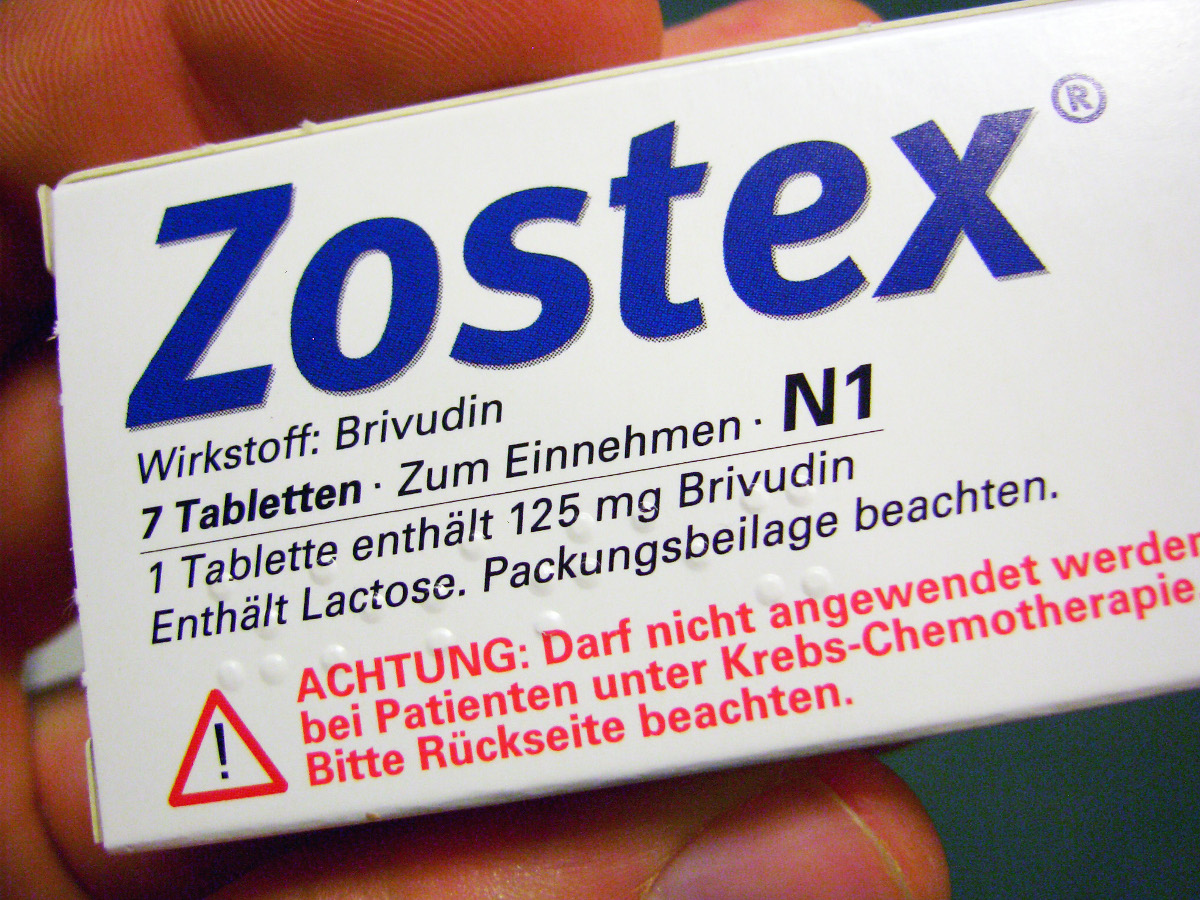 Zostex®
Wirkstoff: Brivudin
7 Tabletten · Zum Einnehmen · N1
1 Tablette enthält 125 mg Brivudin
Enthält Lactose. Packungsbeilage beachten.
ACHTUNG: Darf nicht angewendet werden
bei Patienten unter Krebs-Chemotherapie
Bitte Rückseite beachten.
!